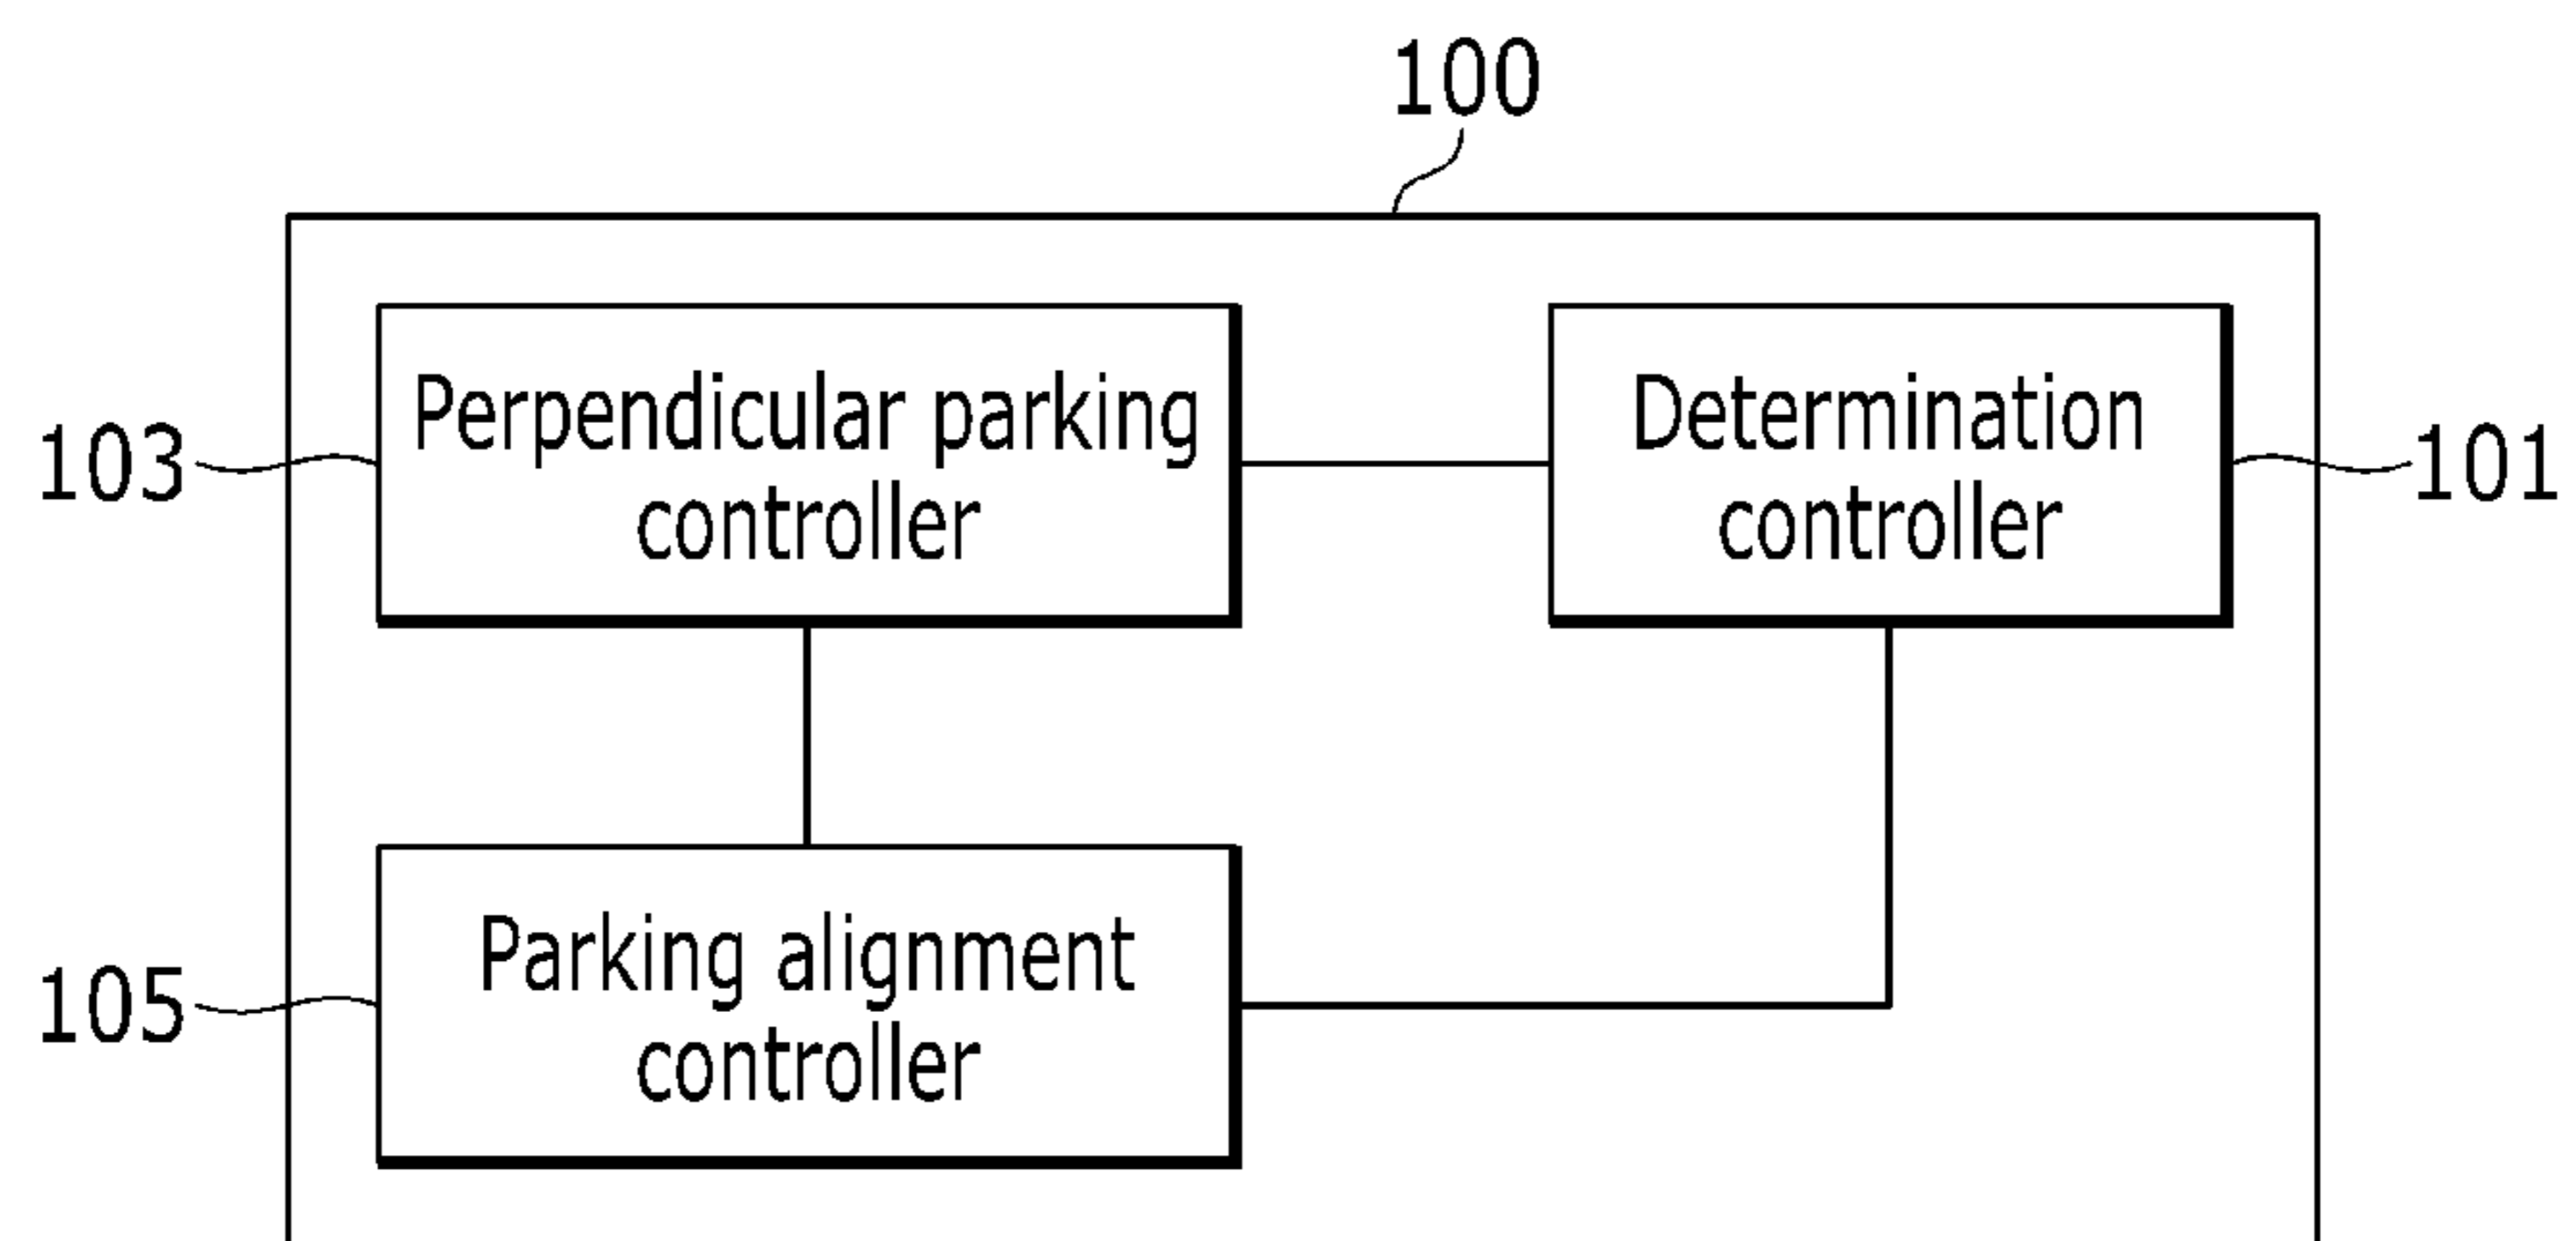 100
103
Perpendicular parking
controller
Determination
controller
101
105
Parking alignment
controller